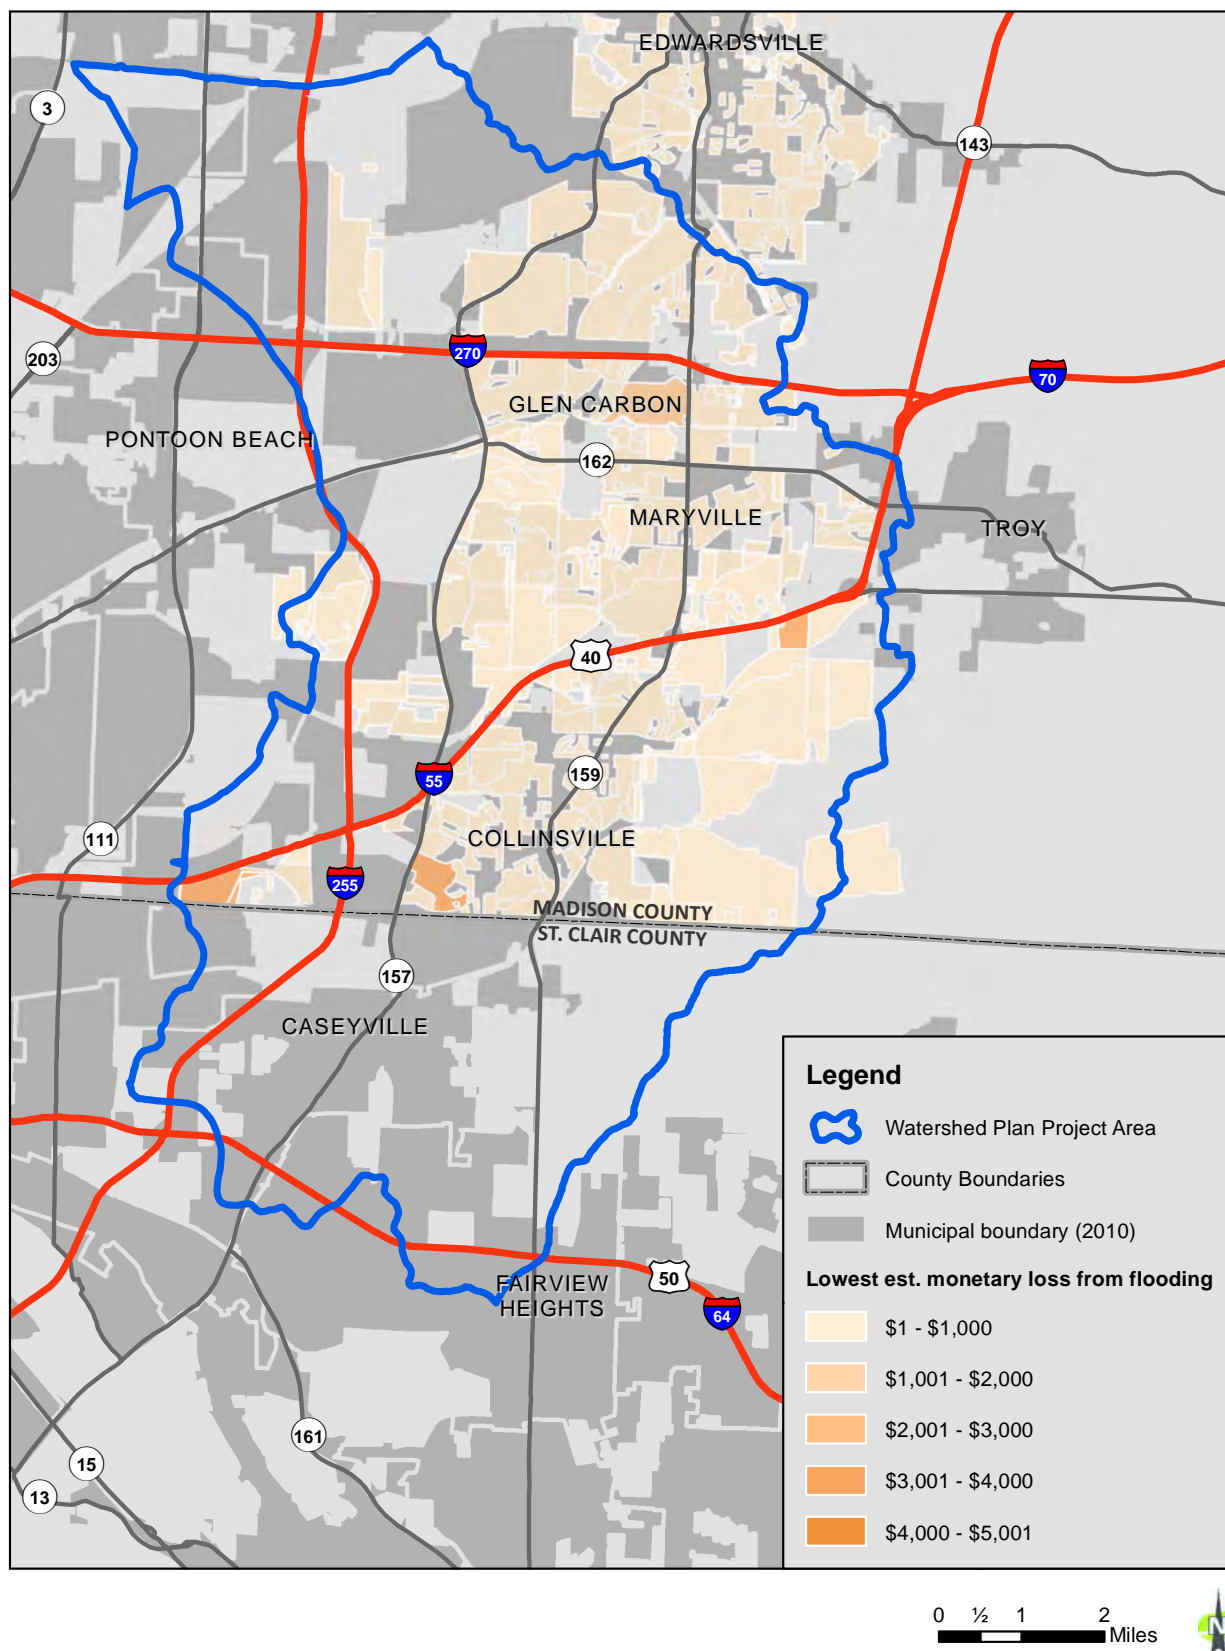 EDWARDSVILLE
3
143
203
270
70
GLEN CARBON
PONTOON BEACH
162
MARYVILLE
TROY
40
55
159
111
COLLINSVILLE
255
MADISON COUNTY
ST. CLAIR COUNTY
157
CASEYVILLE
FAIRVIEW
HEIGHTS
50
64
161
15
13
Legend
Watershed Plan Project Area
County Boundaries
Municipal boundary (2010)
Lowest est. monetary loss from flooding
$1 - $1,000
$1,001 - $2,000
$2,001 - $3,000
$3,001 - $4,000
$4,000 - $5,001
0 ½ 1 2
Miles
N